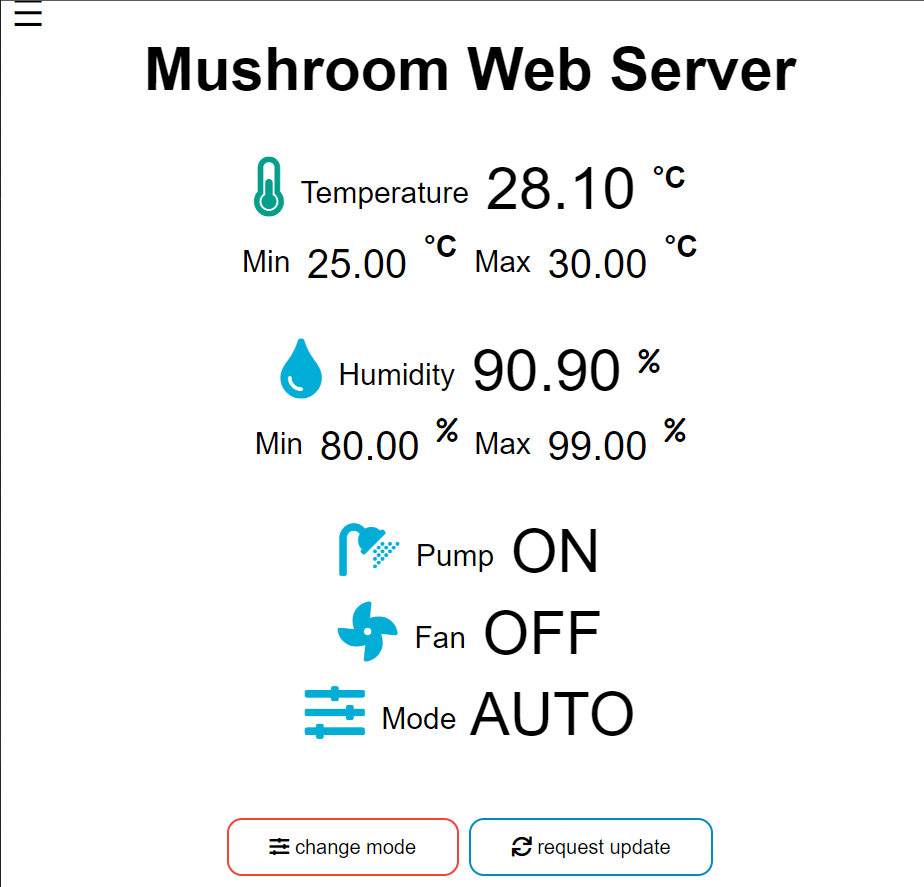 Mushroom Web Server
Temperature 28.10 °C
Min 25.00 °C Max 30.00 °C
Humidity 90.90 %
Min 80.00 % Max 99.00 %
Pump ON
Fan OFF
Mode AUTO
change mode request update